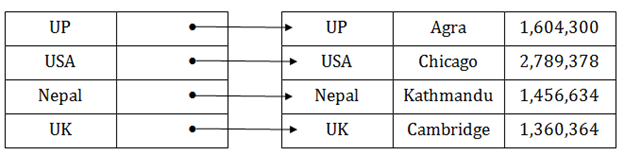 UP UP Agra 1,604,300
USA USA Chicago 2,789,378
Nepal Nepal Kathmandu 1,456,634
UK UK Cambridge 1,360,364